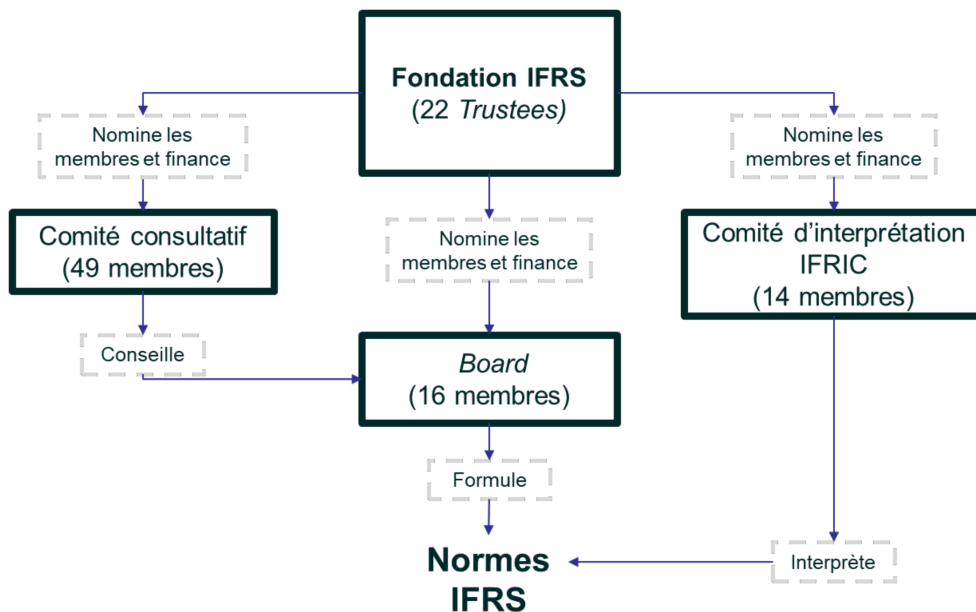 Fondation IFRS
(22 Trustees)
Nomine les
membres et finance
Nomine les
membres et finance
Comité consultatif
(49 membres)
Nomine les
membres et finance
Comité d'interprétation
IFRIC
(14 membres)
Conseille
Board
(16 membres)
Formule
Normes
IFRS
Interprète